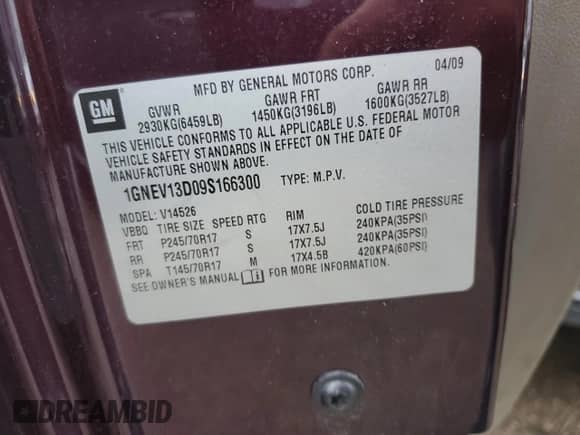 MFD BY GENERAL MOTORS CORP. 04/09
GM
GVWR GAWR FRT GAWR RR
2930KG(6459LB) 1450KG(3196LB) 1600KG(3527LB)
THIS VEHICLE CONFORMS TO ALL APPLICABLE U.S. FEDERAL MOTOR
VEHICLE SAFETY STANDARDS IN EFFECT ON THE DATE OF
MANUFACTURE SHOWN ABOVE.
1GNEV13D09S166300 TYPE: M.P.V.
MODEL: V14526
VBBQ TIRE SIZE SPEED RTG RIM COLD TIRE PRESSURE
FRT P245/70R17 S 17X7.5J 240KPA(35PSI)
RR P245/70R17 S 17X7.5J 240KPA(35PSI)
SPA T145/70R17 M 17X4.5B 420KPA(60PSI)
SEE OWNER'S MANUAL FOR MORE INFORMATION.
DREAMBID